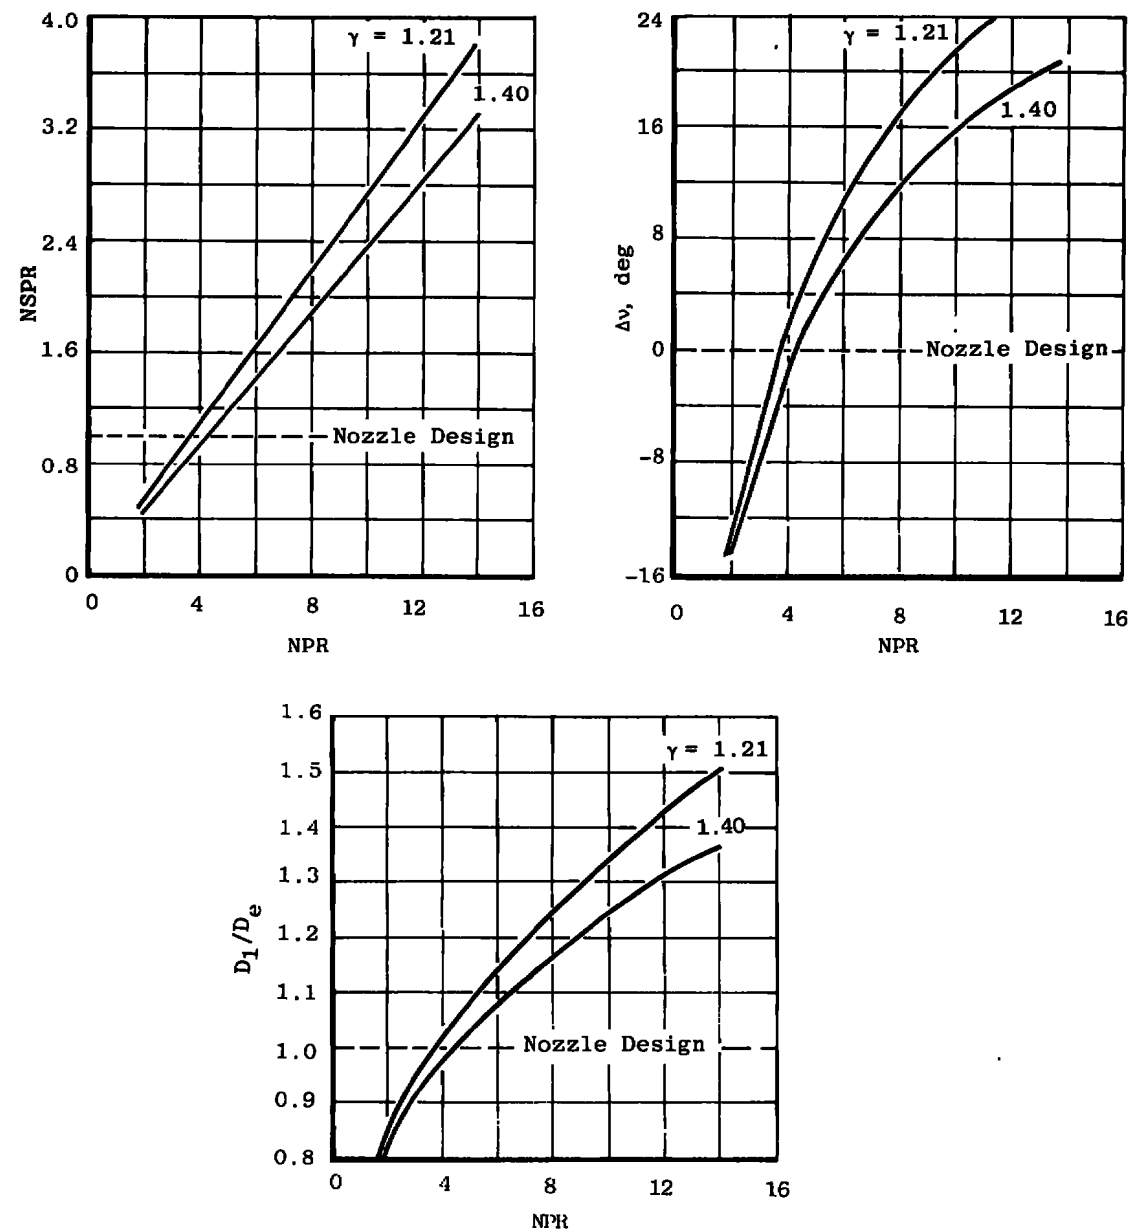 4.0
3.2
2.4
1.6
0.8
0
NSPR
γ = 1.21
1.40
Nozzle Design
0 4 8 12 16
NPR
24
16
8
0
-8
-16
Δν, deg
γ = 1.21
1.40
Nozzle Design
0 4 8 12 16
NPR
1.6
1.5
1.4
1.3
1.2
1.1
1.0
0.9
0.8
D1/De
γ = 1.21
1.40
Nozzle Design
0 4 8 12 16
NPR